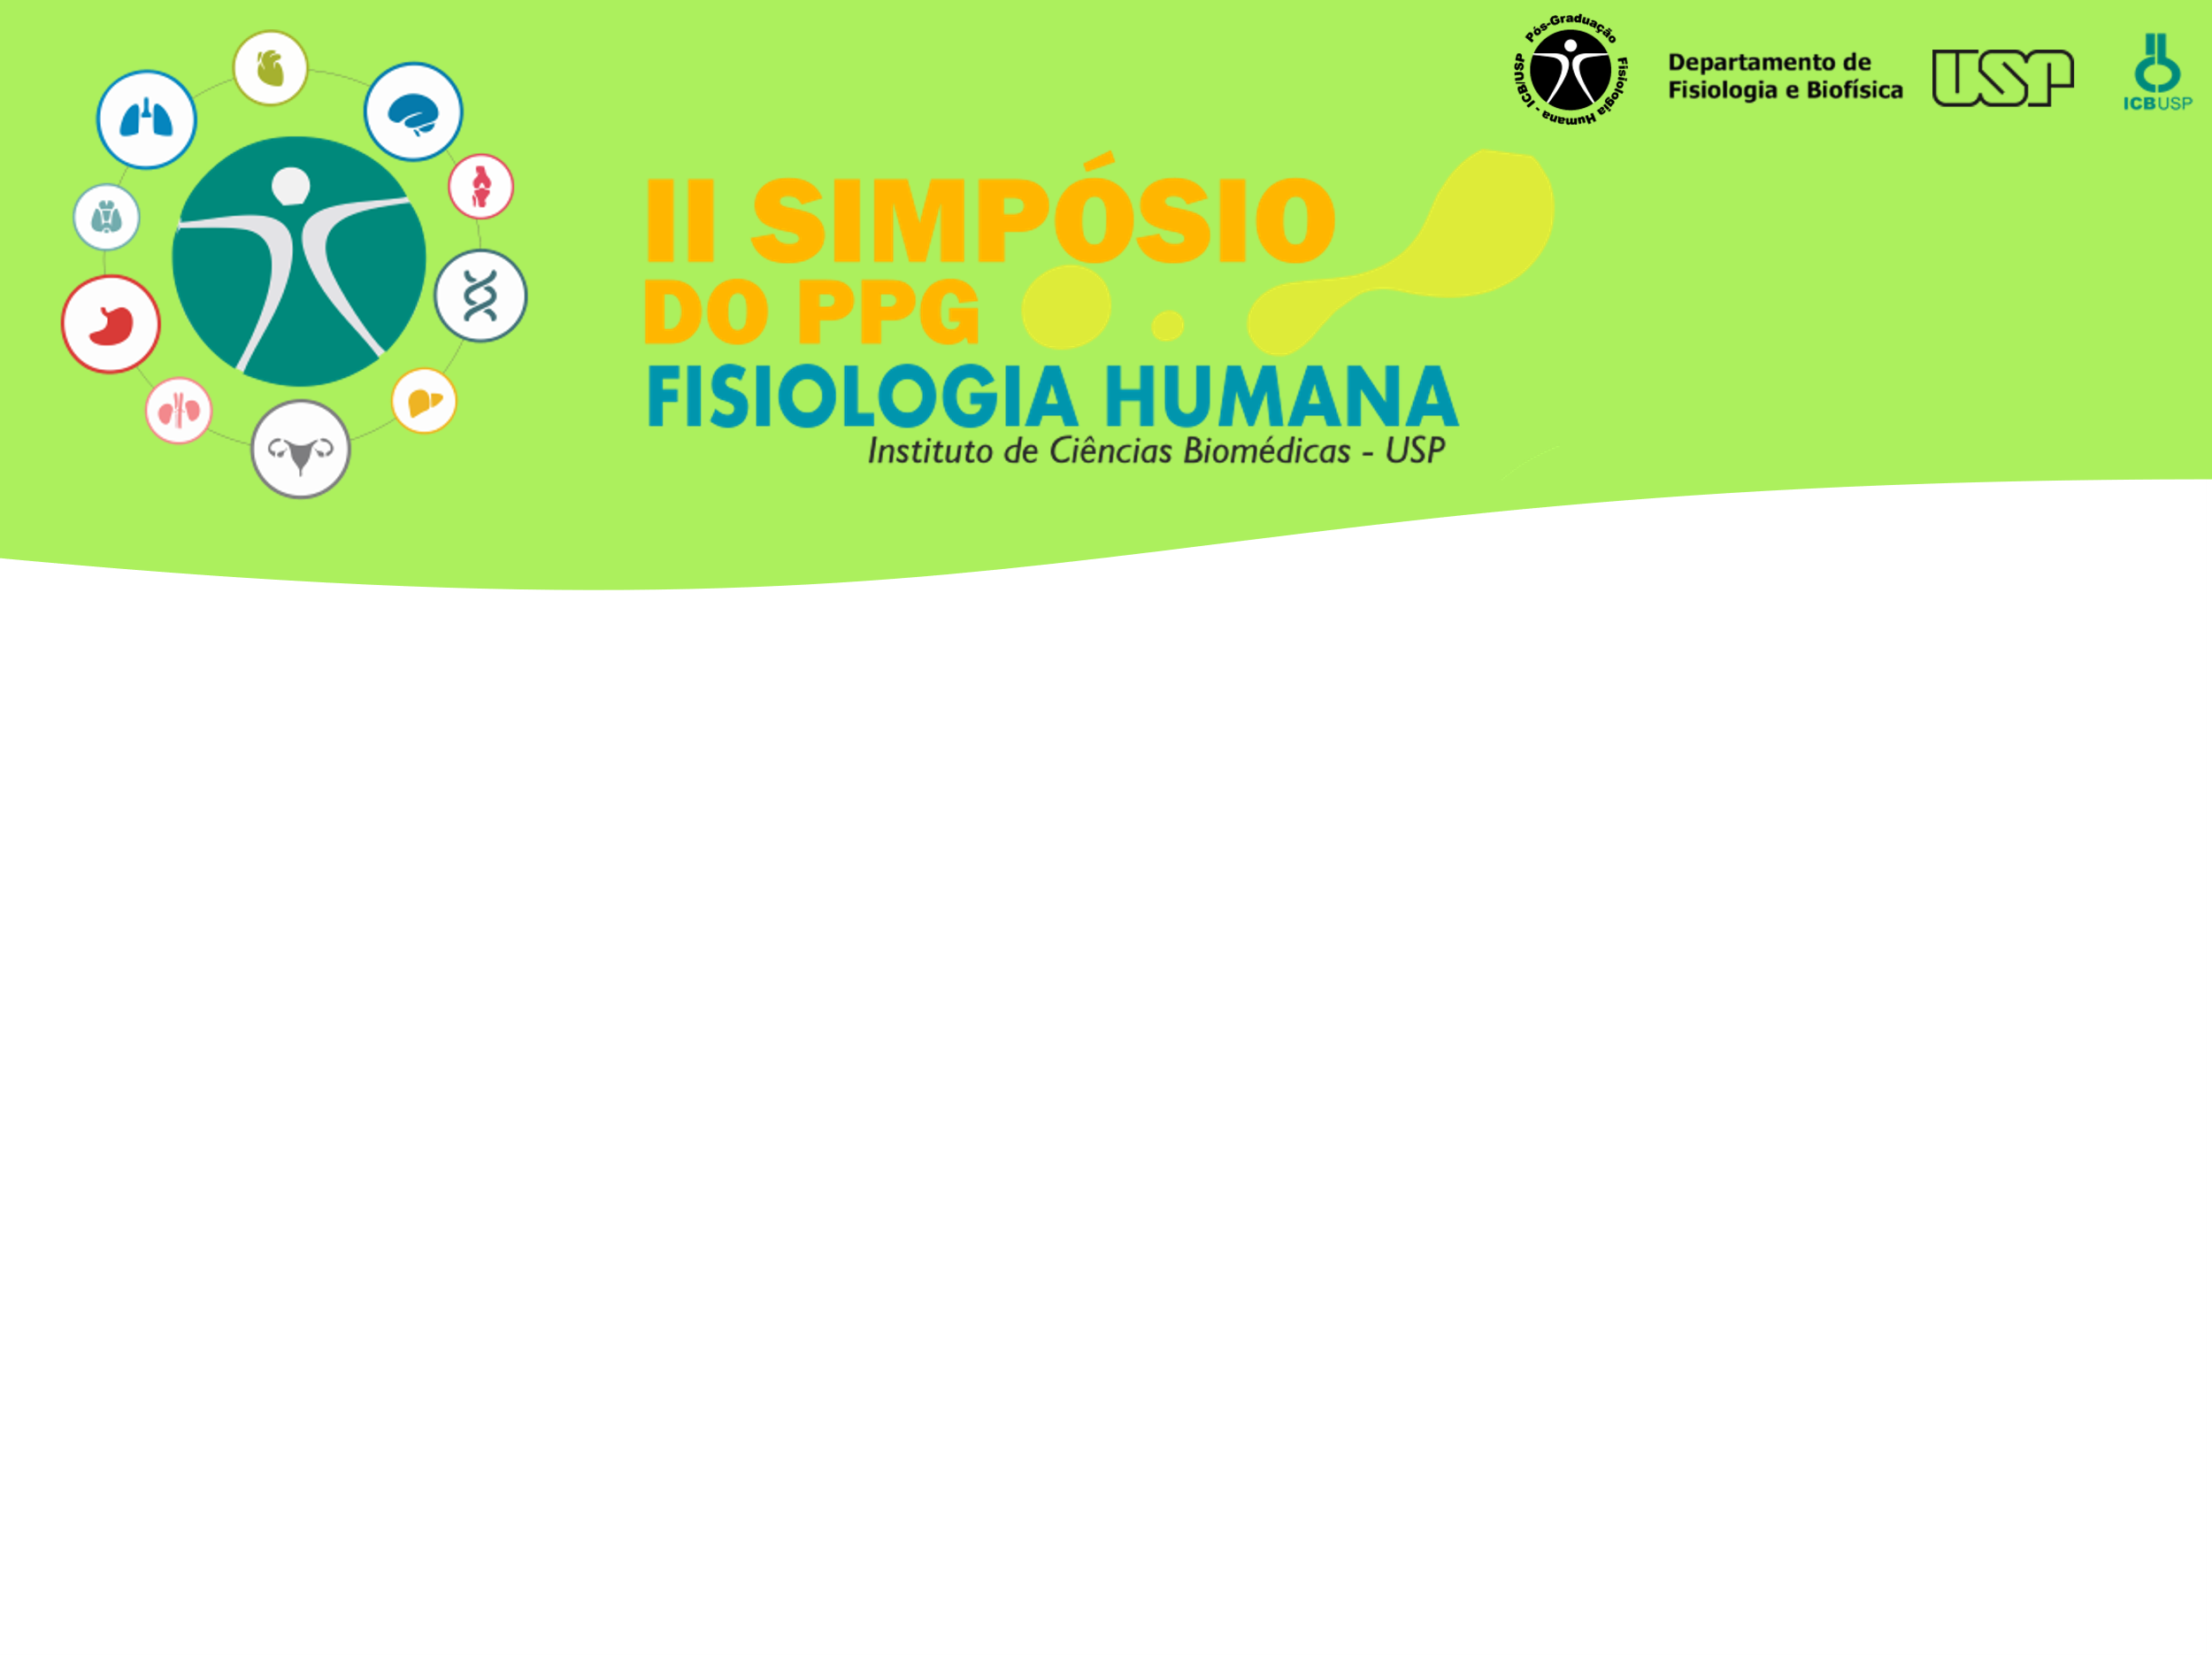 Pós-Graduação
Fisiologia Humana - ICB/USP
Departamento de
Fisiologia e Biofísica
USP
ICBUSP
II SIMPÓSIO
DO PPG
FISIOLOGIA HUMANA
Instituto de Ciências Biomédicas - USP